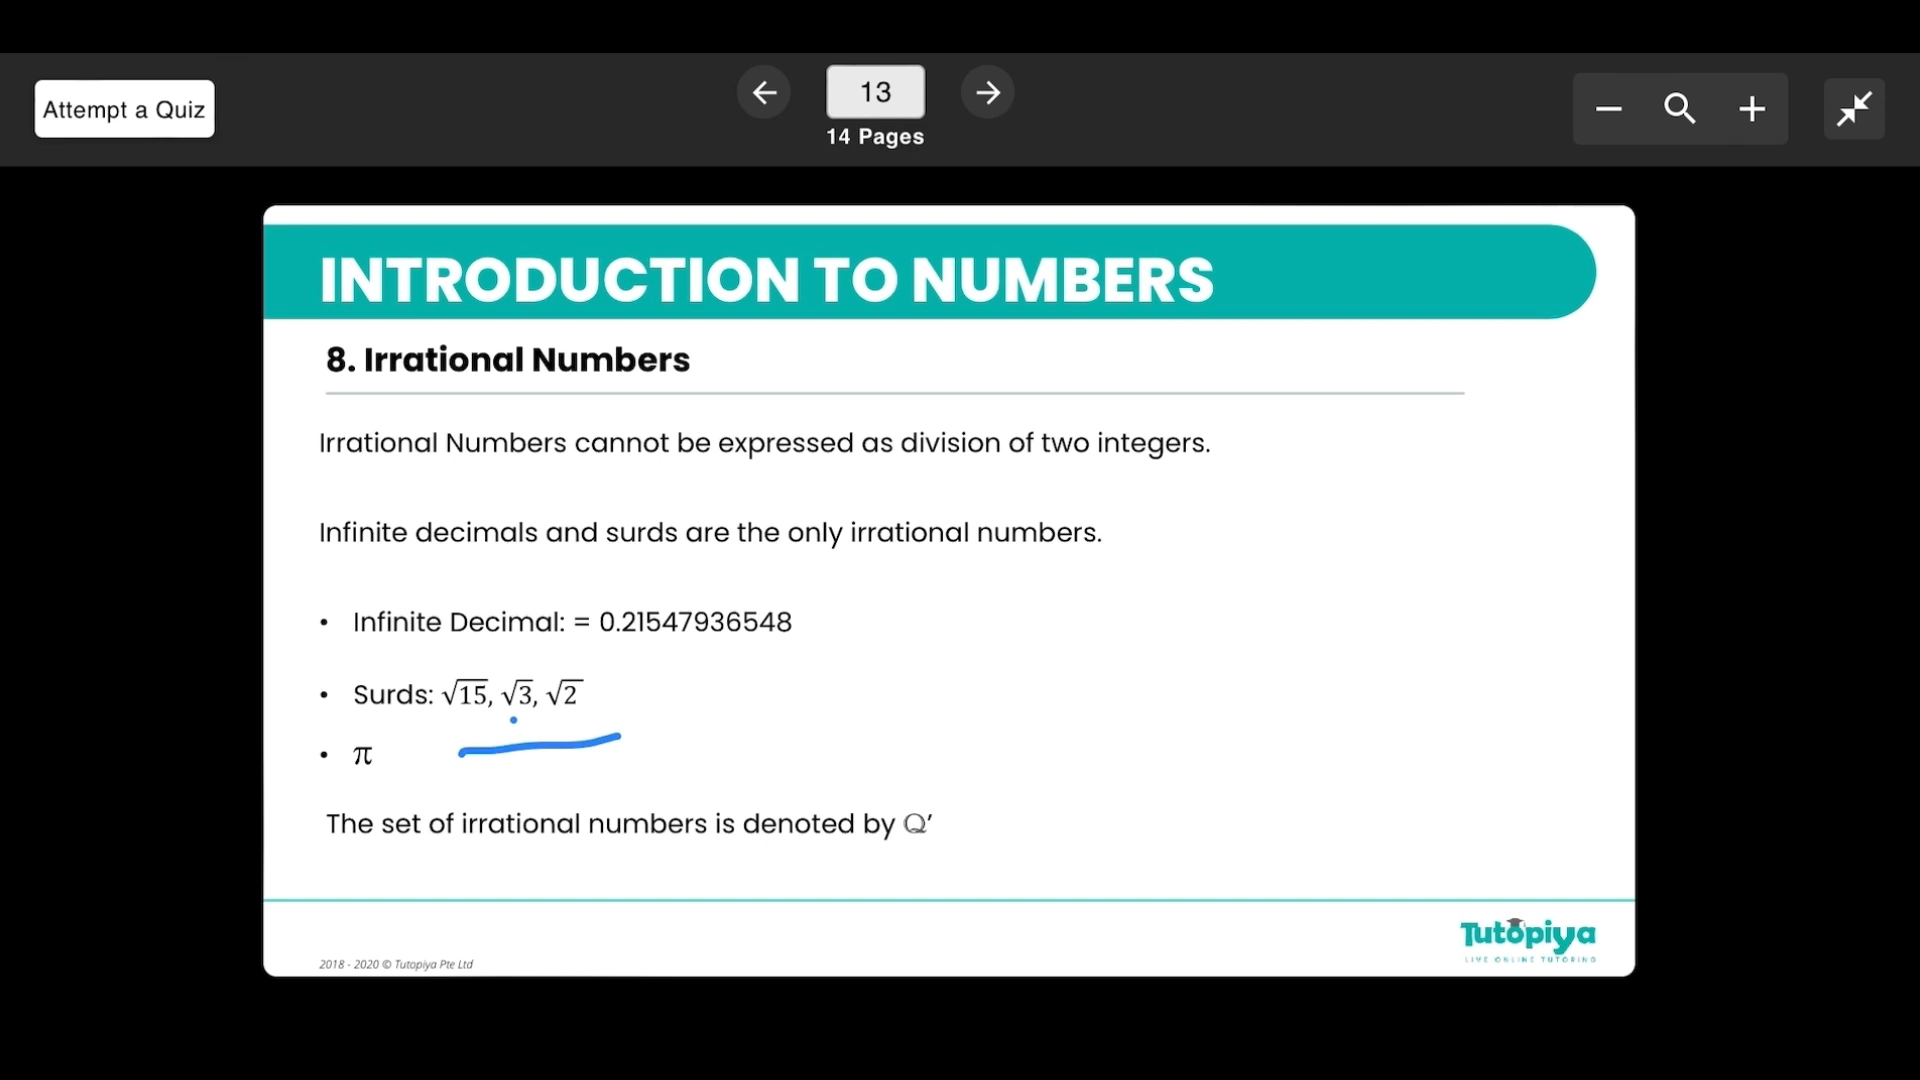 Attempt a Quiz
13
14 Pages
INTRODUCTION TO NUMBERS
8. Irrational Numbers
Irrational Numbers cannot be expressed as division of two integers.
Infinite decimals and surds are the only irrational numbers.
• Infinite Decimal: = 0.21547936548
• Surds: √15, √3, √2
• π
The set of irrational numbers is denoted by ℚ′
Tutopiya
LIVE ONLINE TUTORING
2018 - 2020 © Tutopiya Pte Ltd